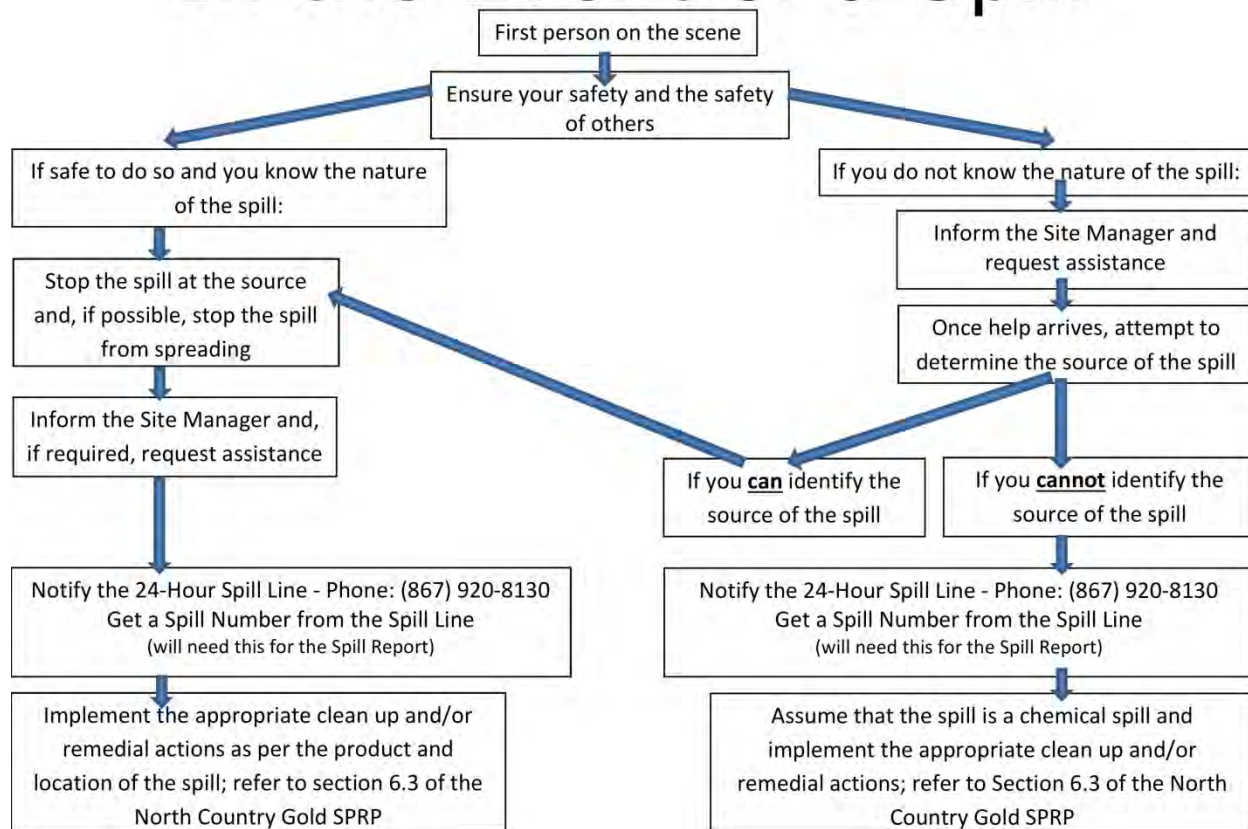 First person on the scene
Ensure your safety and the safety
of others
If safe to do so and you know the nature
of the spill:
Stop the spill at the source
and, if possible, stop the spill
from spreading
Inform the Site Manager and,
if required, request assistance
Notify the 24-Hour Spill Line - Phone: (867) 920-8130
Get a Spill Number from the Spill Line
(will need this for the Spill Report)
Implement the appropriate clean up and/or
remedial actions as per the product and
location of the spill; refer to section 6.3 of the
North Country Gold SPRP
If you do not know the nature of the spill:
Inform the Site Manager and
request assistance
Once help arrives, attempt to
determine the source of the spill
If you can identify the
source of the spill
If you cannot identify the
source of the spill
Notify the 24-Hour Spill Line - Phone: (867) 920-8130
Get a Spill Number from the Spill Line
(will need this for the Spill Report)
Assume that the spill is a chemical spill and
implement the appropriate clean up and/or
remedial actions; refer to Section 6.3 of the North
Country Gold SPRP